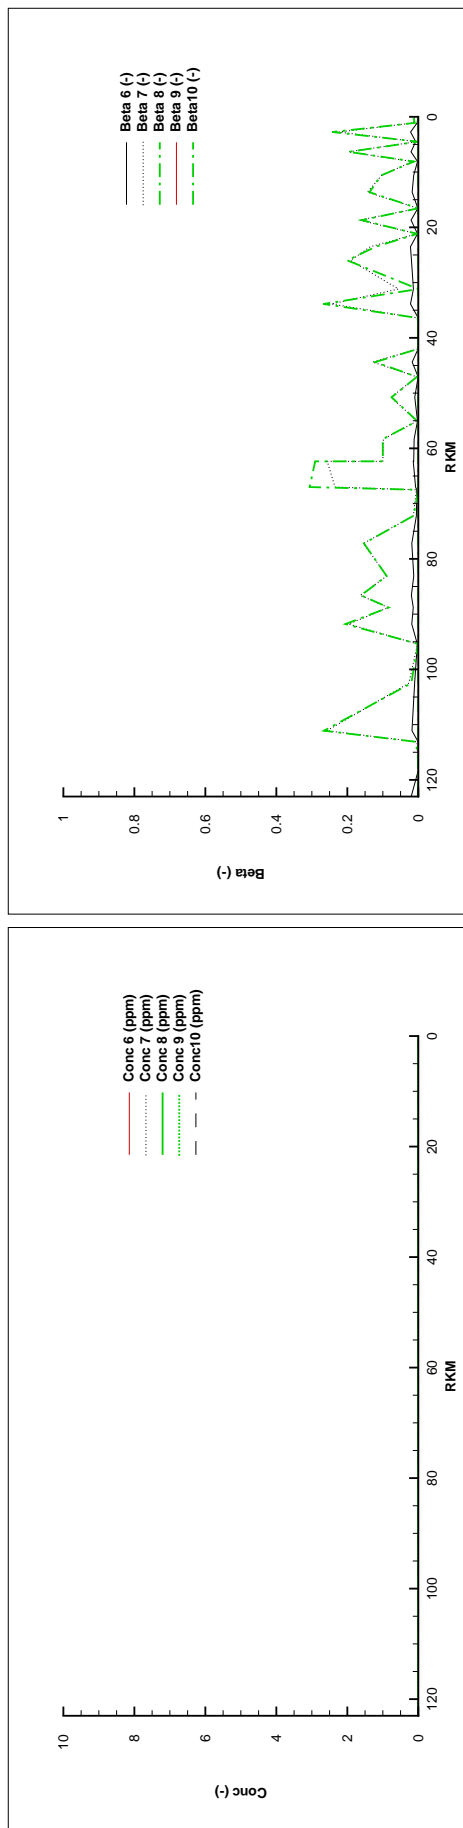 Conc (-)
10
8
6
4
2
0
Conc 6 (ppm)
Conc 7 (ppm)
Conc 8 (ppm)
Conc 9 (ppm)
Conc10 (ppm)
120
100
80
60
40
20
0
RKM
Beta (-)
1
0.8
0.6
0.4
0.2
0
Beta 6 (-)
Beta 7 (-)
Beta 8 (-)
Beta 9 (-)
Beta10 (-)
120
100
80
60
40
20
0
RKM